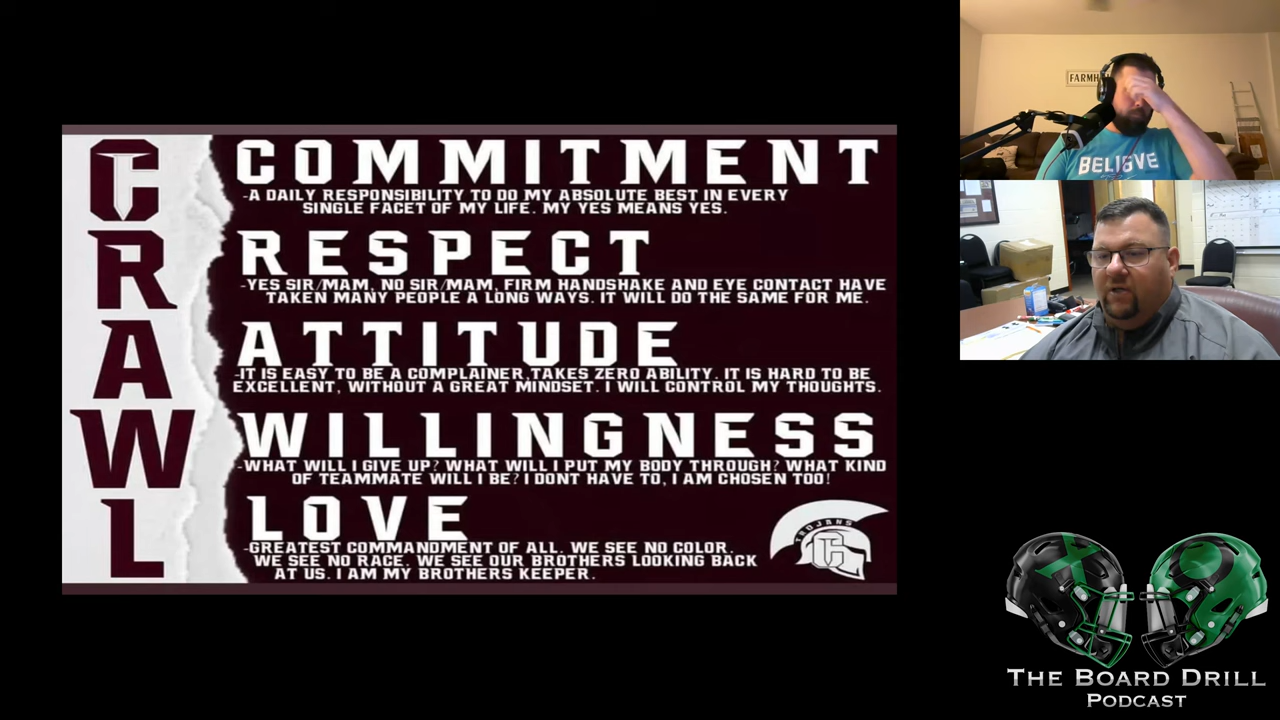 CRAWL
COMMITMENT
-A DAILY RESPONSIBILITY TO DO MY ABSOLUTE BEST IN EVERY
SINGLE FACET OF MY LIFE. MY YES MEANS YES.
RESPECT
-YES SIR/MAM, NO SIR/MAM, FIRM HANDSHAKE AND EYE CONTACT HAVE
TAKEN MANY PEOPLE A LONG WAYS. IT WILL DO THE SAME FOR ME.
ATTITUDE
-IT IS EASY TO BE A COMPLAINER,TAKES ZERO ABILITY. IT IS HARD TO BE
EXCELLENT, WITHOUT A GREAT MINDSET. I WILL CONTROL MY THOUGHTS.
WILLINGNESS
-WHAT WILL I GIVE UP? WHAT WILL I PUT MY BODY THROUGH? WHAT KIND
OF TEAMMATE WILL I BE? I DONT HAVE TO, I AM CHOSEN TOO!
LOVE
-GREATEST COMMANDMENT OF ALL. WE SEE NO COLOR.
WE SEE NO RACE. WE SEE OUR BROTHERS LOOKING BACK
AT US. I AM MY BROTHERS KEEPER.
TROJANS
C
BELIEVE
THE BOARD DRILL
PODCAST